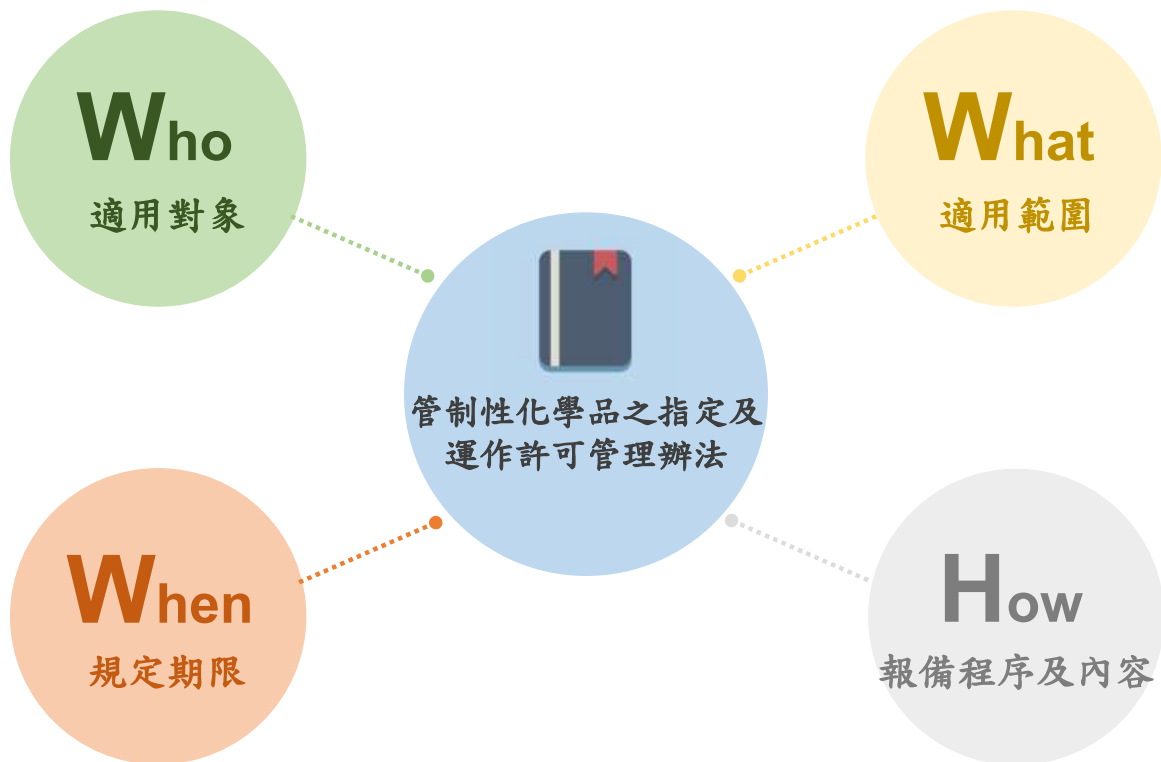 Who
適用對象
What
適用範圍
管制性化學品之指定及
運作許可管理辦法
When
規定期限
How
報備程序及內容